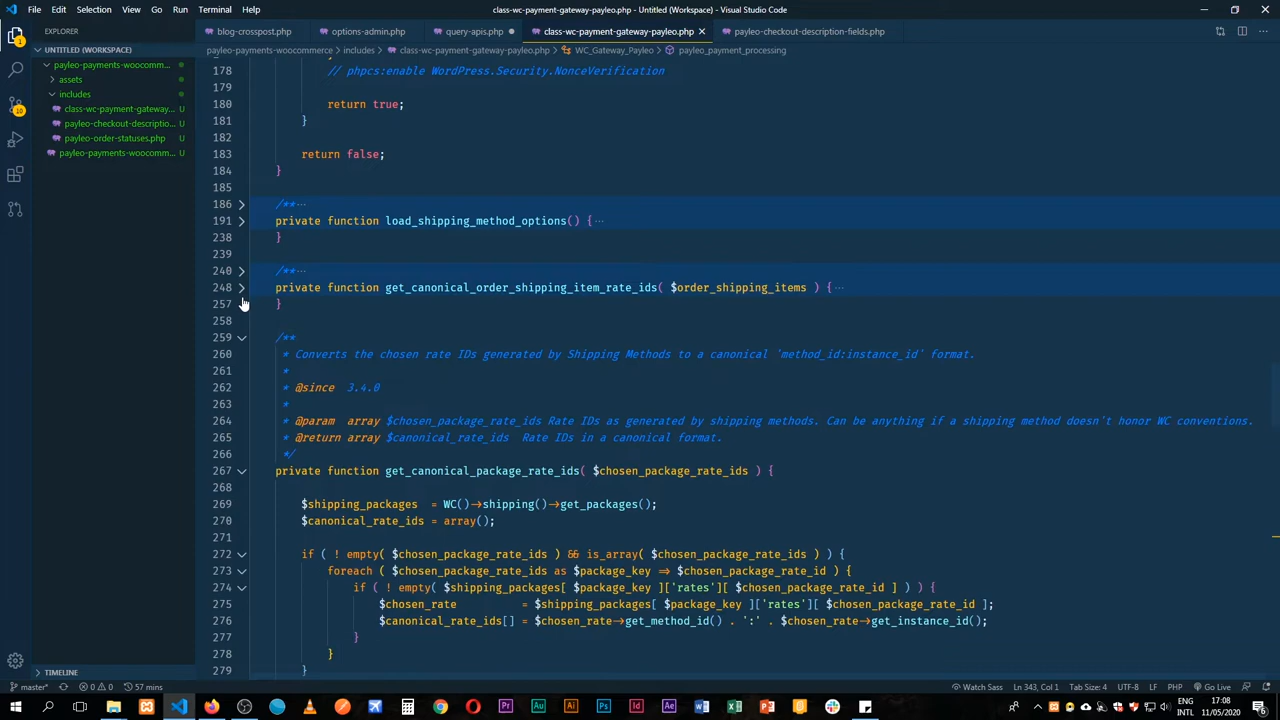 File Edit Selection View Go Run Terminal Help
class-wc-payment-gateway-payleo.php - Untitled (Workspace) - Visual Studio Code
EXPLORER
blog-crosspost.php options-admin.php query-apis.php class-wc-payment-gateway-payleo.php payleo-checkout-description-fields.php
UNTITLED (WORKSPACE)
payleo-payments-woocommerce > includes > class-wc-payment-gateway-payleo.php > WC_Gateway_Payleo > payleo_payment_processing
payleo-payments-woocomm...
assets
includes
class-wc-payment-gateway-... U
payleo-checkout-descriptio... U
payleo-order-statuses.php U
payleo-payments-woocomm... U
178 // phpcs:enable WordPress.Security.NonceVerification
179
180 return true;
181 }
182
183 return false;
184 }
185
186 /**...
191 private function load_shipping_method_options() {...
238 }
239
240 /**...
248 private function get_canonical_order_shipping_item_rate_ids( $order_shipping_items ) {...
257 }
258
259 /**
260 * Converts the chosen rate IDs generated by Shipping Methods to a canonical 'method_id:instance_id' format.
261 *
262 * @since 3.4.0
263 *
264 * @param array $chosen_package_rate_ids Rate IDs as generated by shipping methods. Can be anything if a shipping method doesn't honor WC conventions.
265 * @return array $canonical_rate_ids Rate IDs in a canonical format.
266 */
267 private function get_canonical_package_rate_ids( $chosen_package_rate_ids ) {
268
269 $shipping_packages = WC()->shipping()->get_packages();
270 $canonical_rate_ids = array();
271
272 if ( ! empty( $chosen_package_rate_ids ) && is_array( $chosen_package_rate_ids ) ) {
273 foreach ( $chosen_package_rate_ids as $package_key => $chosen_package_rate_id ) {
274 if ( ! empty( $shipping_packages[ $package_key ]['rates'][ $chosen_package_rate_id ] ) ) {
275 $chosen_rate = $shipping_packages[ $package_key ]['rates'][ $chosen_package_rate_id ];
276 $canonical_rate_ids[] = $chosen_rate->get_method_id() . ':' . $chosen_rate->get_instance_id();
277 }
278 }
279 }
TIMELINE
master* 0 0 57 mins Watch Sass Ln 343, Col 1 Tab Size: 4 UTF-8 LF PHP Go Live
Pr Au Ai Ps Id Ae
ENG
INTL
17:08
11/05/2020